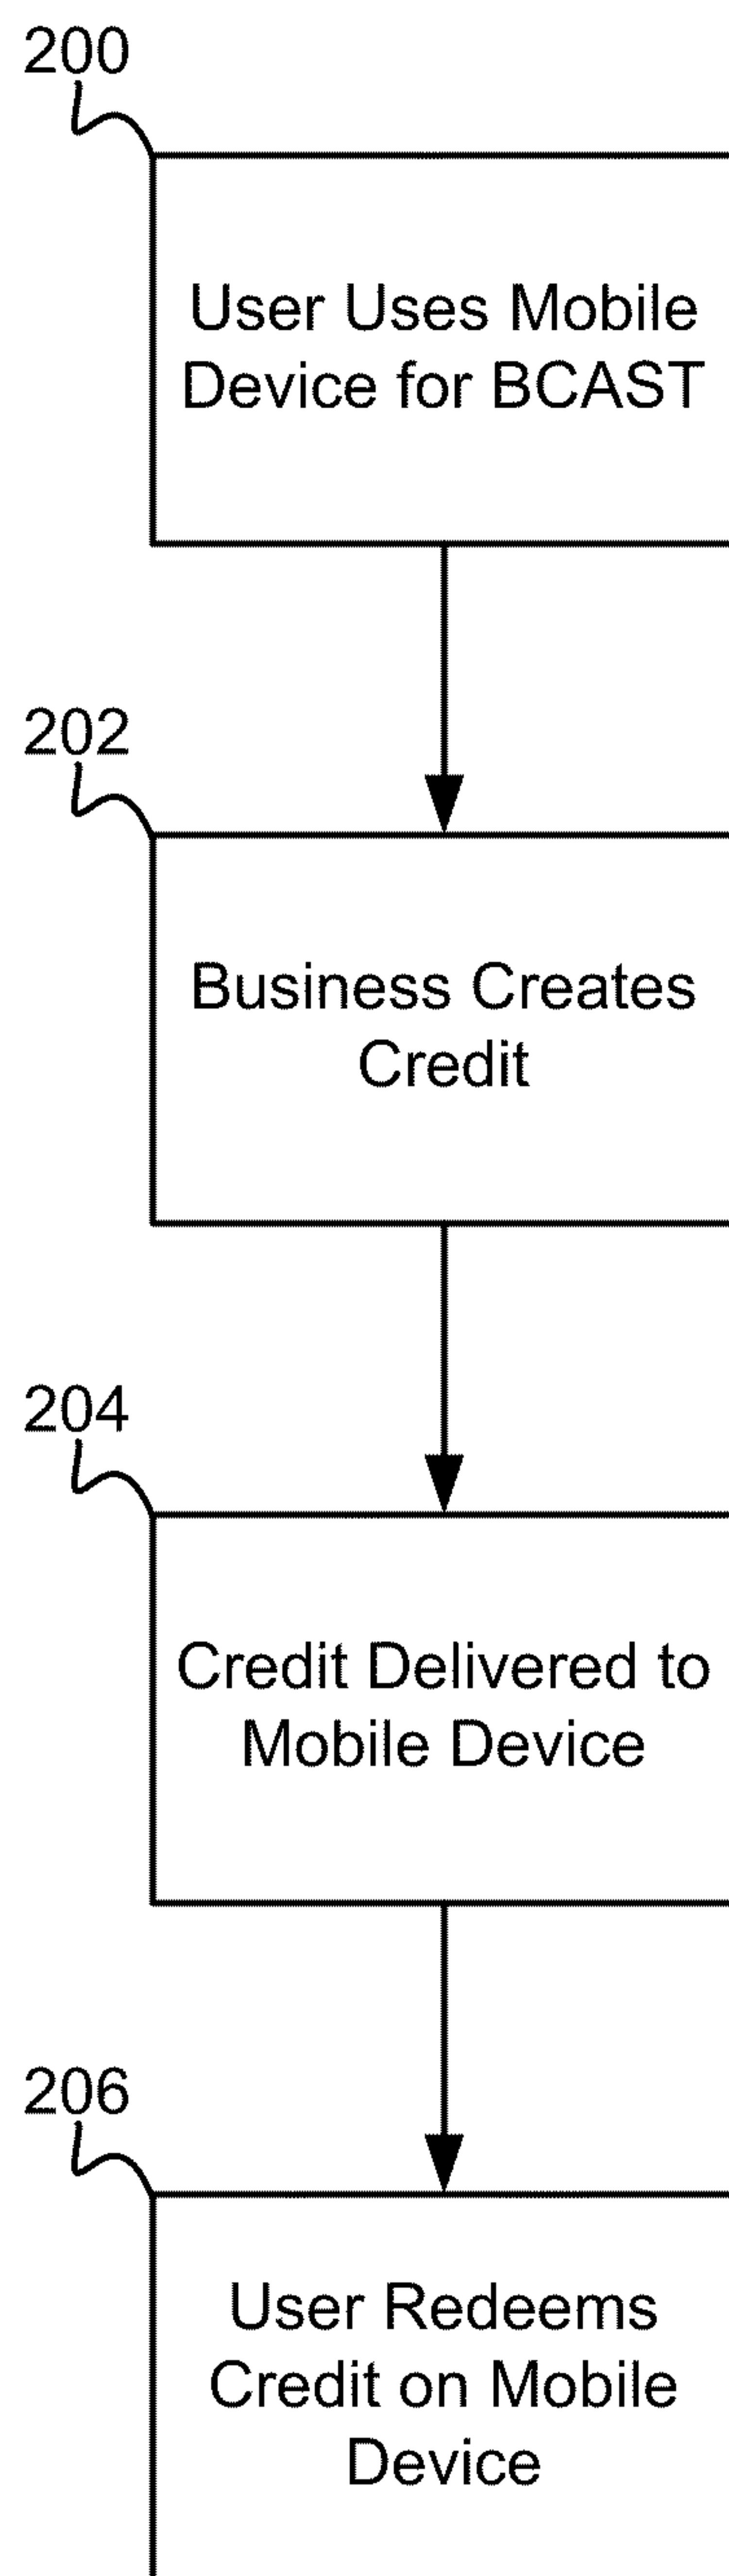 200
User Uses Mobile
Device for BCAST
202
Business Creates
Credit
204
Credit Delivered to
Mobile Device
206
User Redeems
Credit on Mobile
Device